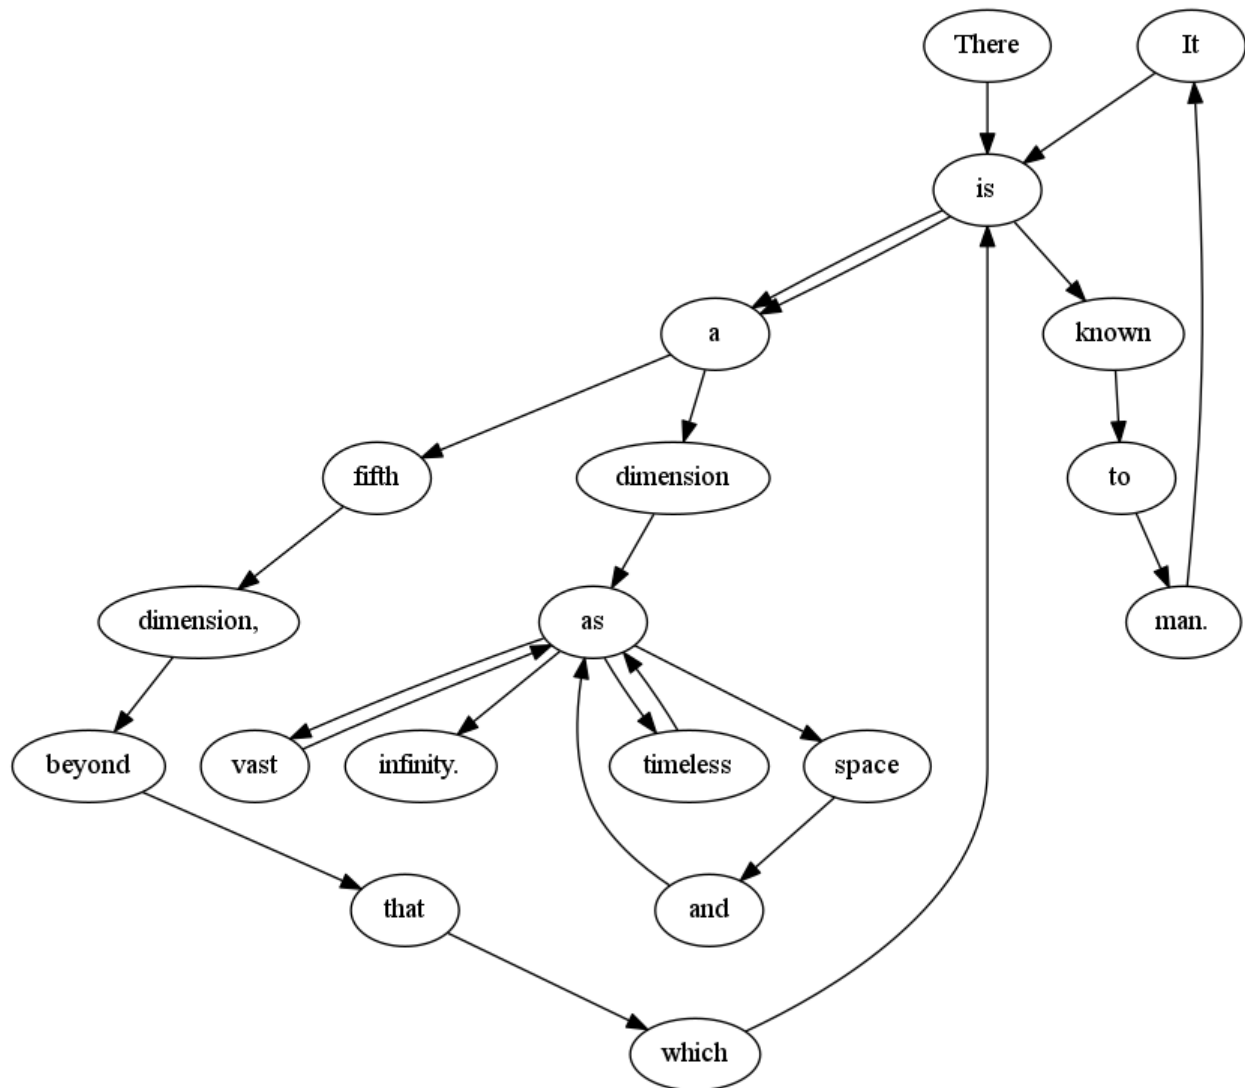 There
It
is
a
known
fifth
dimension
to
dimension,
as
man.
beyond
vast
infinity.
timeless
space
that
and
which